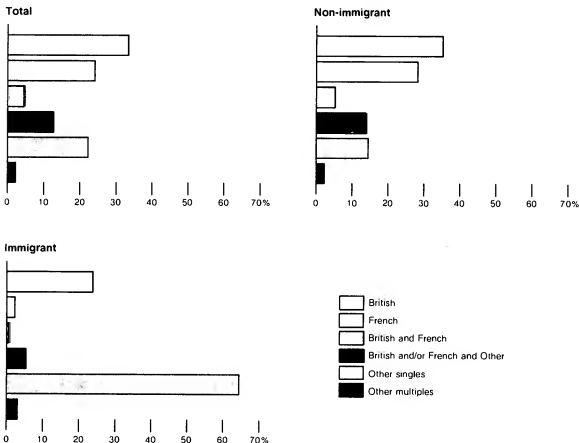 Total
0 10 20 30 40 50 60 70%
Non-immigrant
0 10 20 30 40 50 60 70%
Immigrant
0 10 20 30 40 50 60 70%
British
French
British and French
British and/or French and Other
Other singles
Other multiples